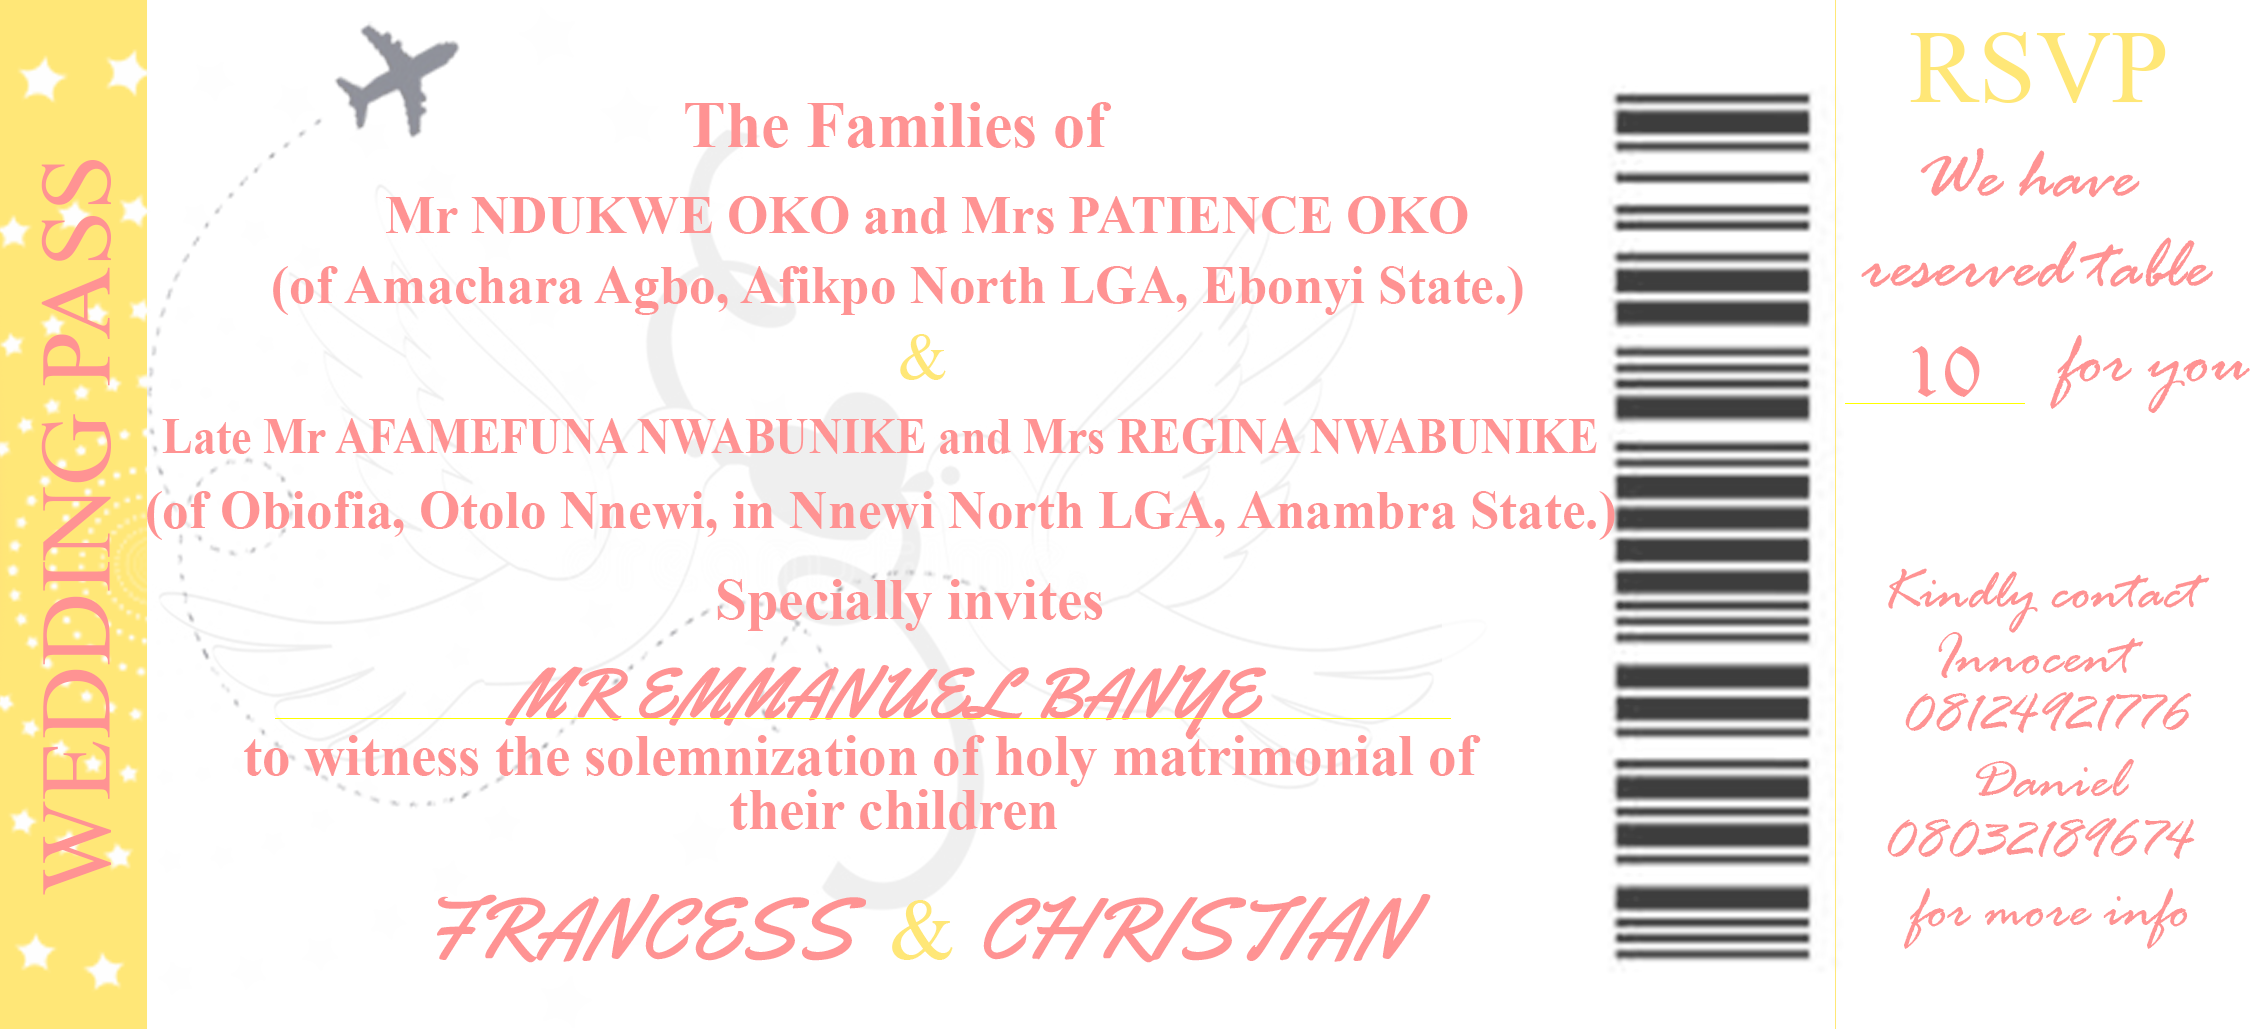 WEDDING PASS
The Families of
Mr NDUKWE OKO and Mrs PATIENCE OKO
(of Amachara Agbo, Afikpo North LGA, Ebonyi State.)
&
Late Mr AFAMEFUNA NWABUNIKE and Mrs REGINA NWABUNIKE
(of Obiofia, Otolo Nnewi, in Nnewi North LGA, Anambra State.)
Specially invites
MR EMMANUEL BANYE
to witness the solemnization of holy matrimonial of
their children
FRANCESS & CHRISTIAN
RSVP
We have
reserved table
10 for you
Kindly contact
Innocent
08124921776
Daniel
08032189674
for more info